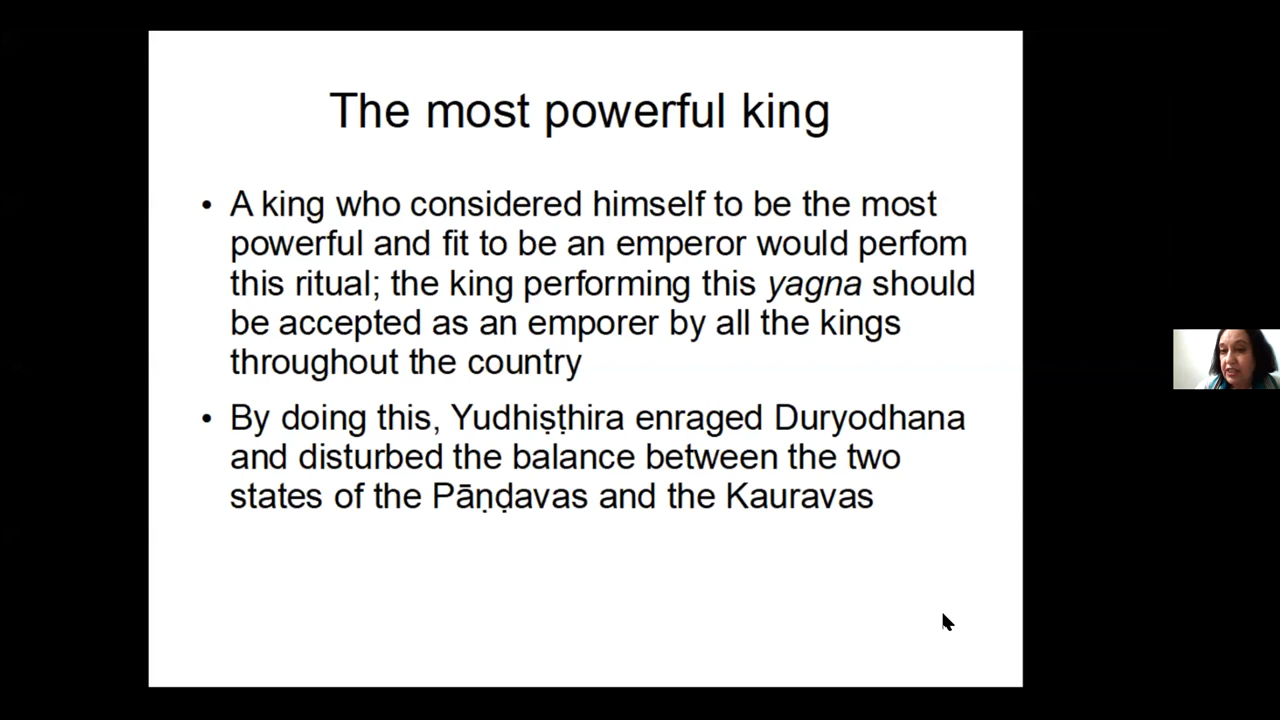 The most powerful king
• A king who considered himself to be the most
powerful and fit to be an emperor would perfom
this ritual; the king performing this yagna should
be accepted as an emporer by all the kings
throughout the country
• By doing this, Yudhiṣṭhira enraged Duryodhana
and disturbed the balance between the two
states of the Pāṇḍavas and the Kauravas